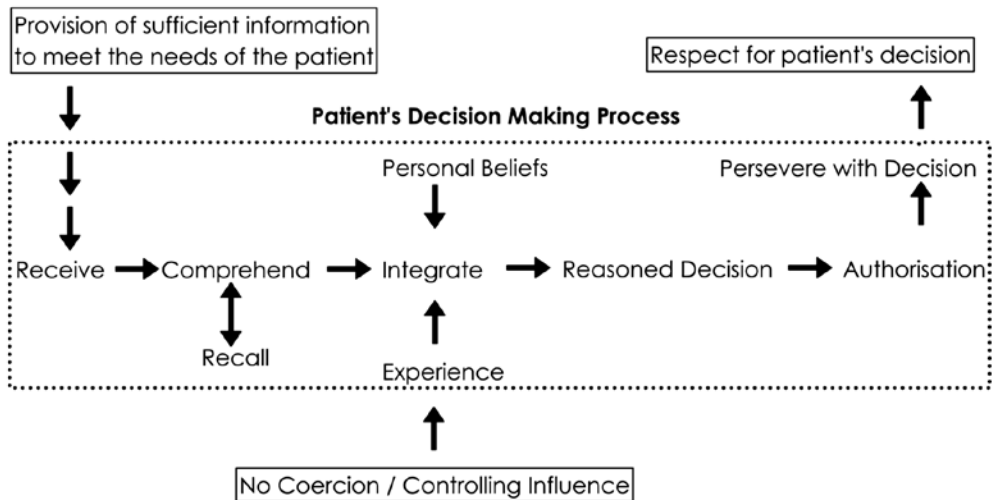 Provision of sufficient information
to meet the needs of the patient
Respect for patient's decision
Patient's Decision Making Process
Personal Beliefs
Persevere with Decision
Receive
Comprehend
Integrate
Reasoned Decision
Authorisation
Recall
Experience
No Coercion / Controlling Influence